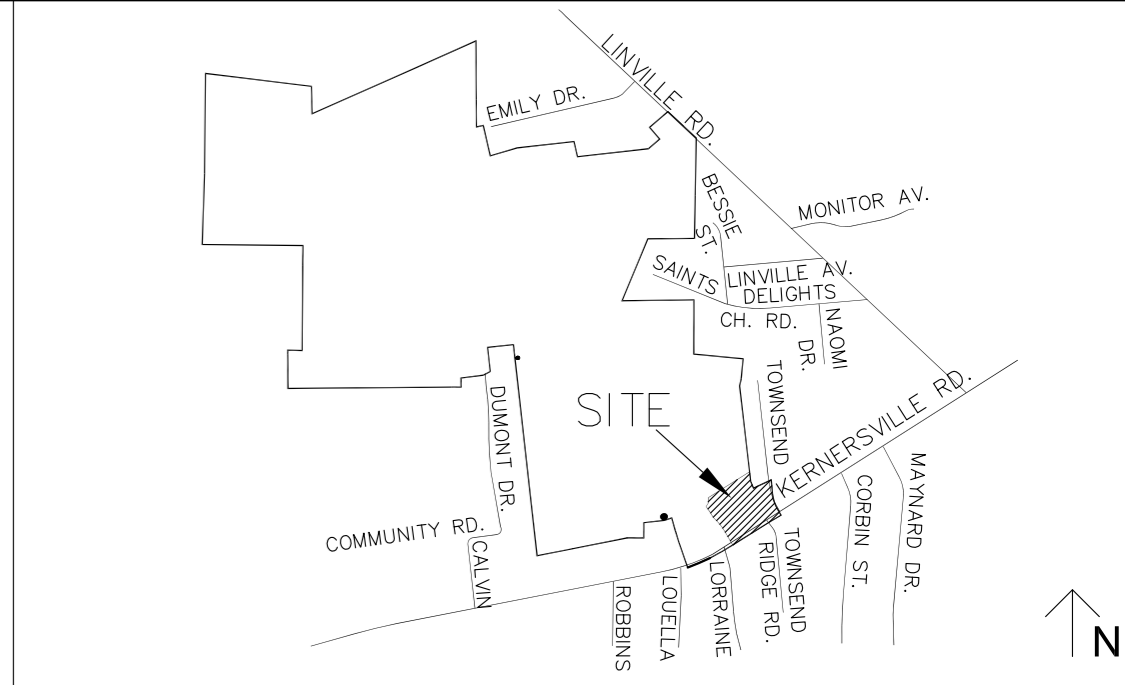 LINVILLE RD.
EMILY DR.
BESSIE
ST.
MONITOR AV.
SAINTS
LINVILLE AV.
DELIGHTS
CH. RD.
NAOMI
DR.
TOWNSEND
SITE
KERNERSVILLE RD.
DUMONT DR.
COMMUNITY RD.
CALVIN
ROBBINS
LOUELLA
LORRAINE
TOWNSEND
RIDGE RD.
CORBIN ST.
MAYNARD DR.
N